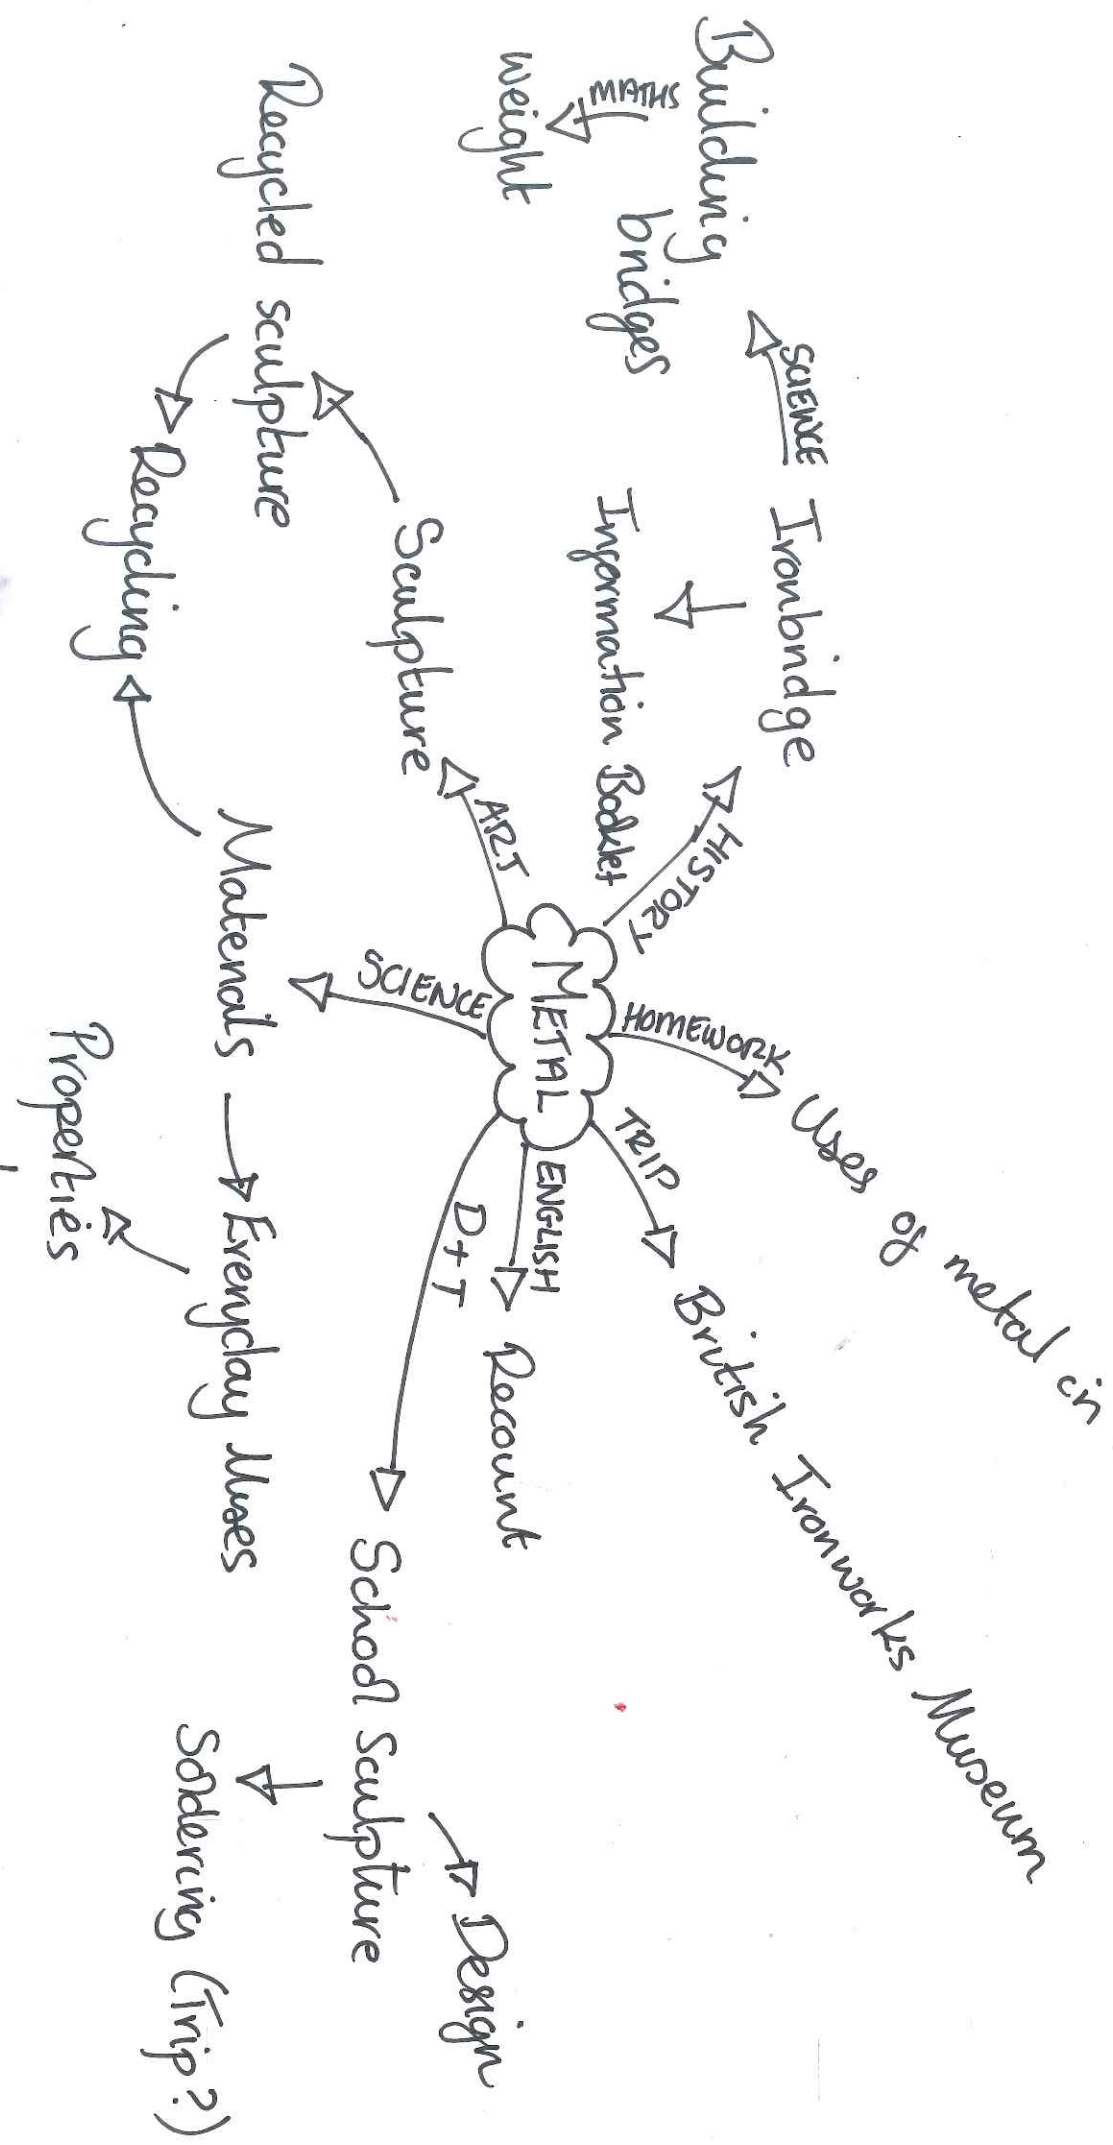 Building
bridges
MATHS
weight
SCIENCE
Ironbridge
Information Booklet
HISTORY
HOMEWORK
Uses of metal in
TRIP
British Ironworks Museum
METAL
ART
Sculpture
Recycled sculpture
Recycling
SCIENCE
Materials
Everyday Uses
Properties
ENGLISH
Recount
D+T
School Sculpture
Design
Soldering (Trip?)